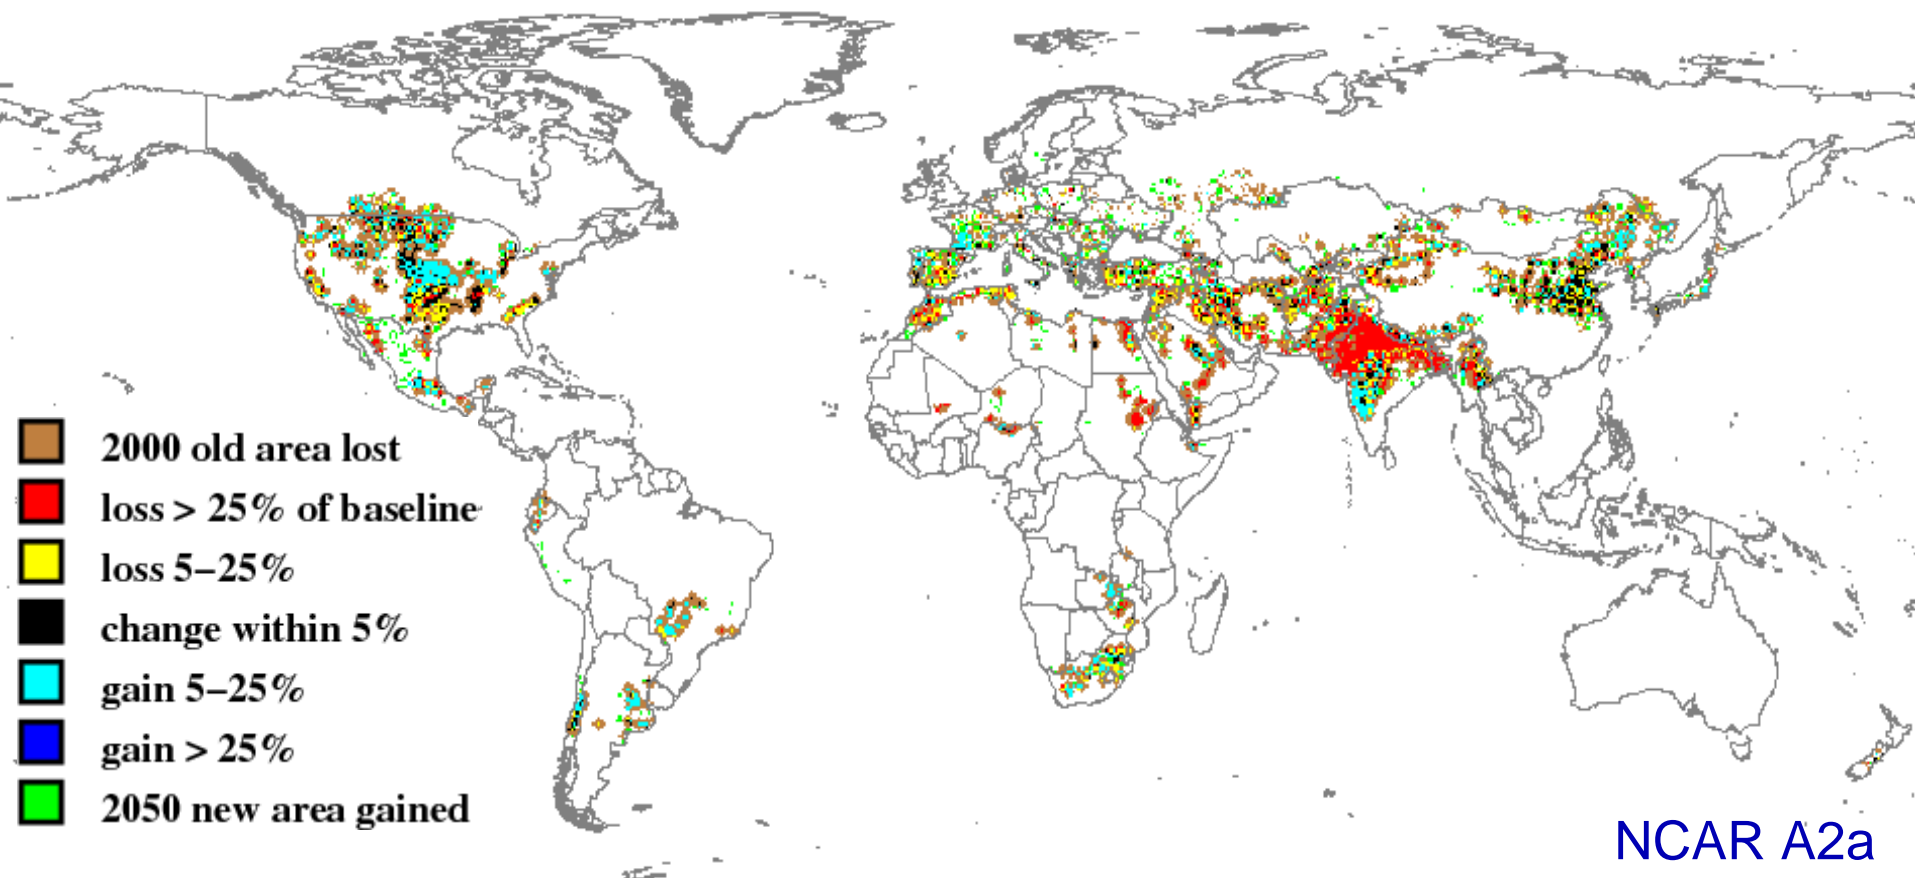 2000 old area lost
loss > 25% of baseline
loss 5–25%
change within 5%
gain 5–25%
gain > 25%
2050 new area gained
NCAR A2a